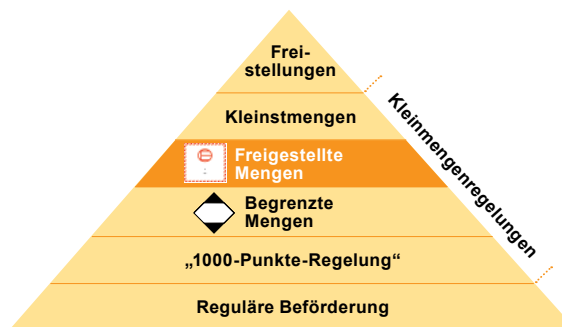 Frei-
stellungen
Kleinstmengen
Freigestellte
Mengen
Begrenzte
Mengen
„1000-Punkte-Regelung“
Reguläre Beförderung
Kleinmengenregelungen